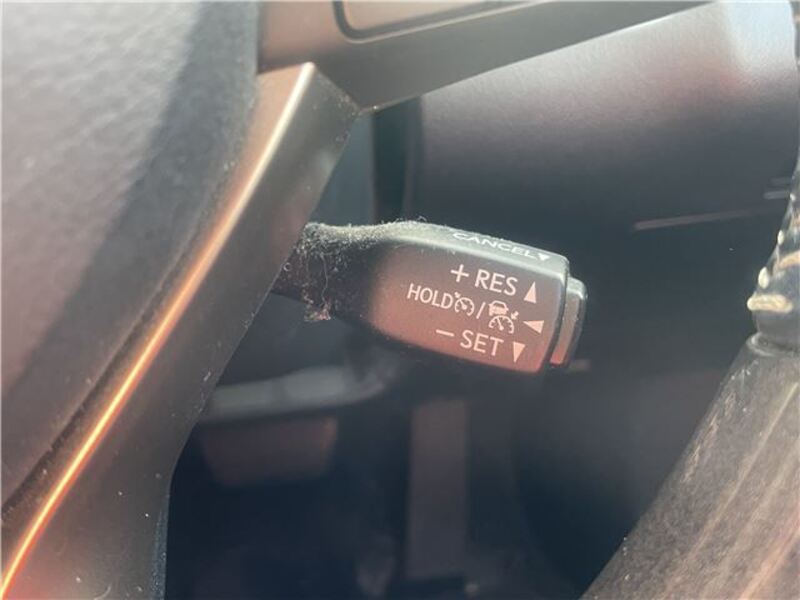 CANCEL▼
+RES▲
HOLD / ◄
−SET▼